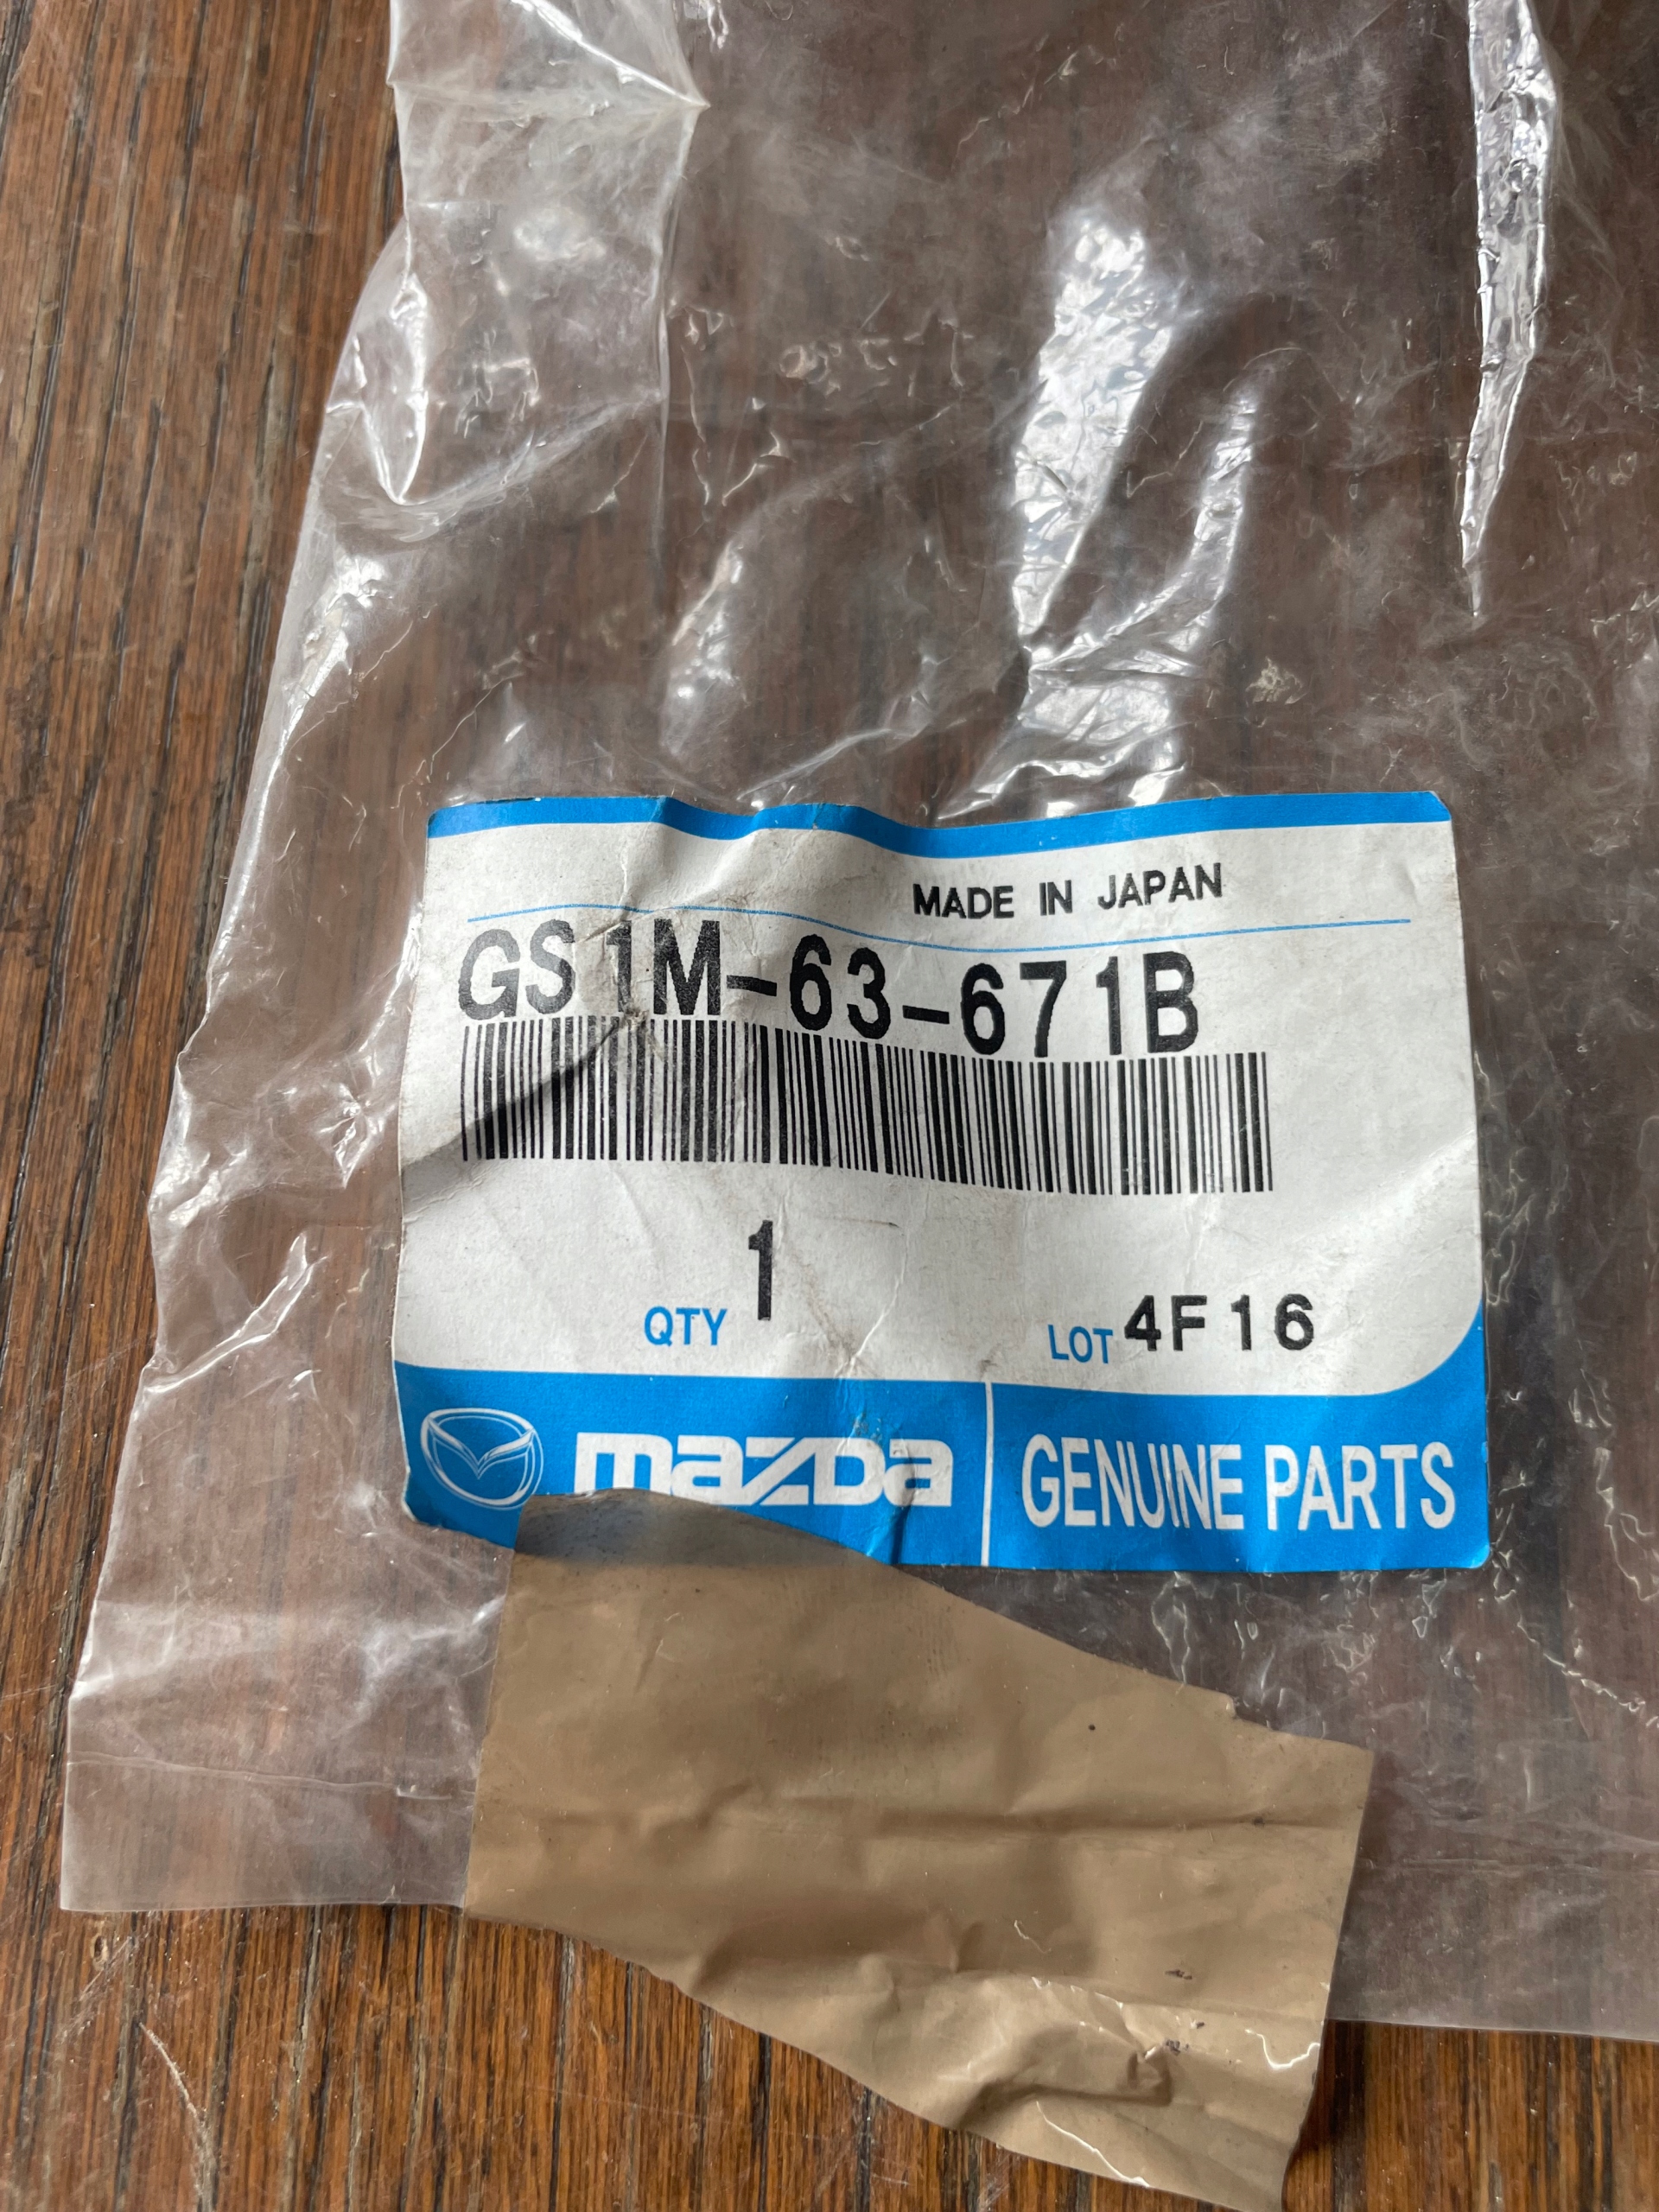 MADE IN JAPAN
GS1M-63-671B
QTY 1 LOT 4F16
mazda GENUINE PARTS